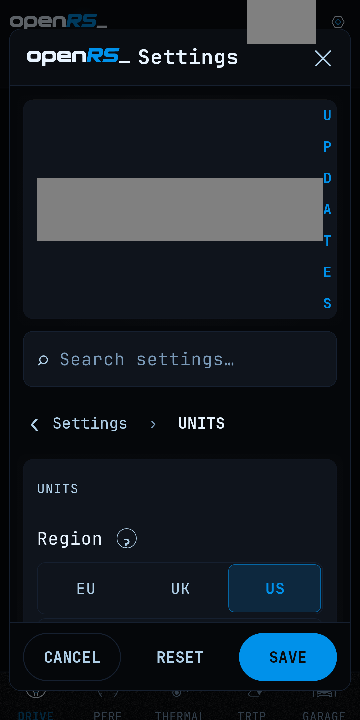 openRS_
openRS_ Settings
UPDATES
Search settings…
‹ Settings › UNITS
UNITS
Region ?
EU UK US
CANCEL RESET SAVE
DRIVE PERF THERMAL TRIP GARAGE